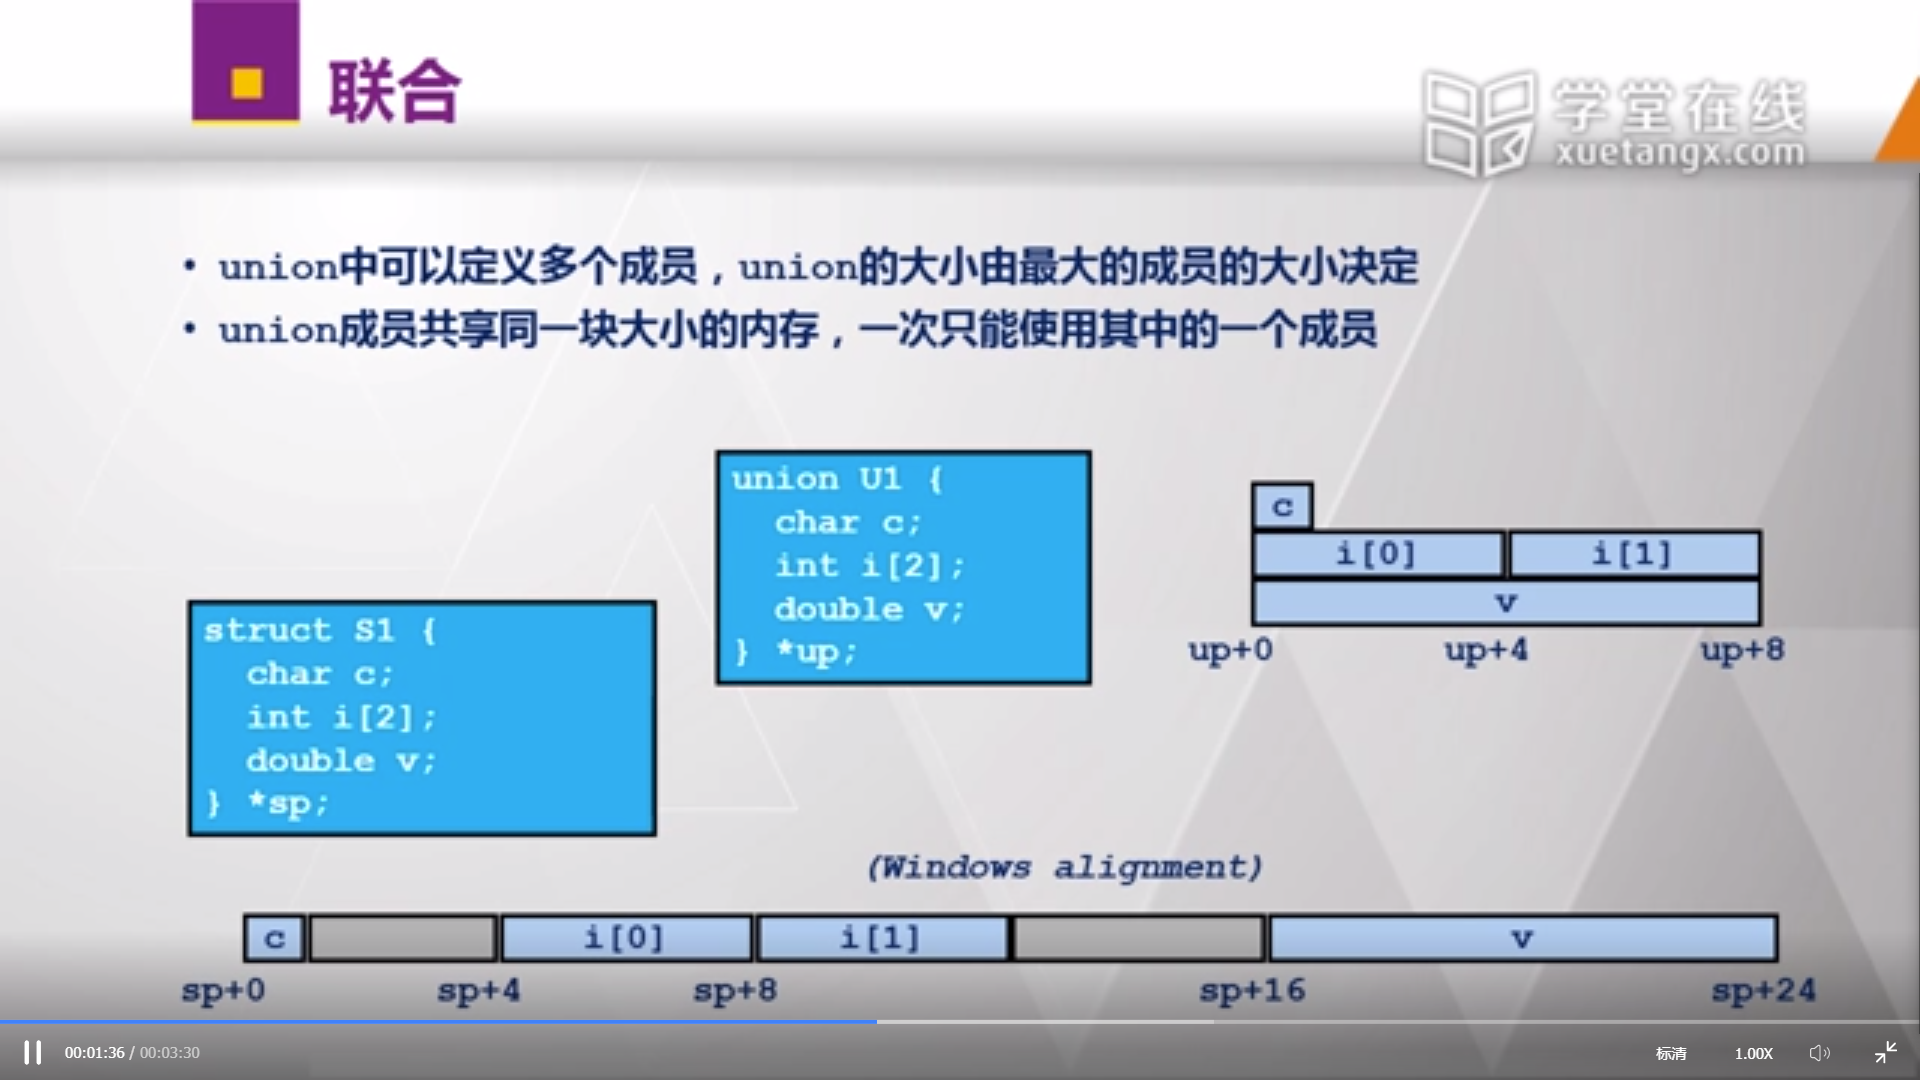 联合
学堂在线
xuetangx.com
• union中可以定义多个成员，union的大小由最大的成员的大小决定
• union成员共享同一块大小的内存，一次只能使用其中的一个成员
union U1 {
char c;
int i[2];
double v;
} *up;
c
i[0] i[1]
v
up+0 up+4 up+8
struct S1 {
char c;
int i[2];
double v;
} *sp;
(Windows alignment)
c i[0] i[1] v
sp+0 sp+4 sp+8 sp+16 sp+24
00:01:36 / 00:03:30 标清 1.00X